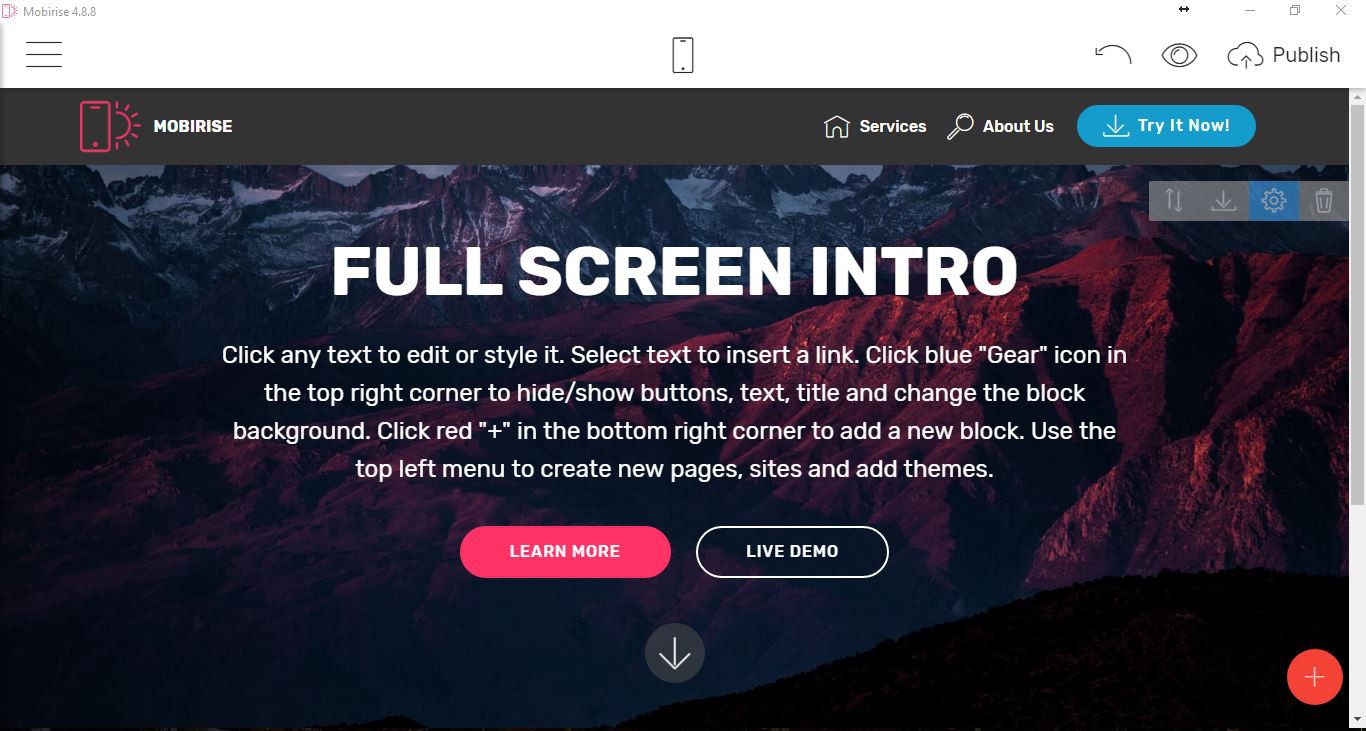 Mobirise 4.8.8
Publish
MOBIRISE
Services
About Us
Try It Now!
FULL SCREEN INTRO
Click any text to edit or style it. Select text to insert a link. Click blue "Gear" icon in
the top right corner to hide/show buttons, text, title and change the block
background. Click red "+" in the bottom right corner to add a new block. Use the
top left menu to create new pages, sites and add themes.
LEARN MORE
LIVE DEMO